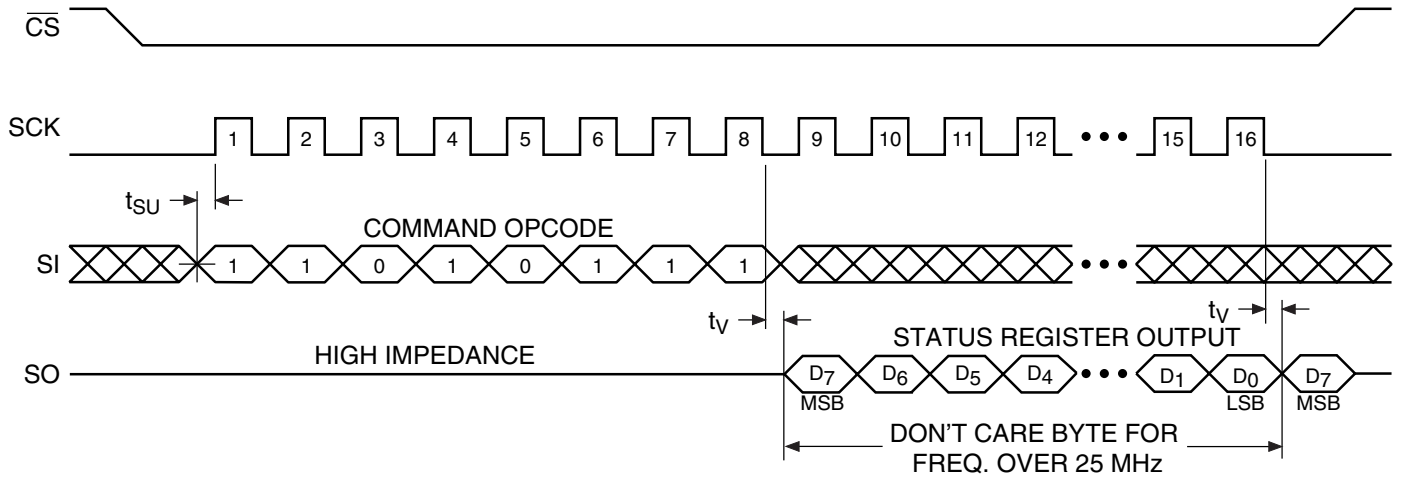 CS
SCK 1 2 3 4 5 6 7 8 9 10 11 12 ••• 15 16
tSU
COMMAND OPCODE
SI 1 1 0 1 0 1 1 1 •••
tV tV
STATUS REGISTER OUTPUT
HIGH IMPEDANCE
SO D7 D6 D5 D4 ••• D1 D0 D7
MSB LSB MSB
DON'T CARE BYTE FOR
FREQ. OVER 25 MHz